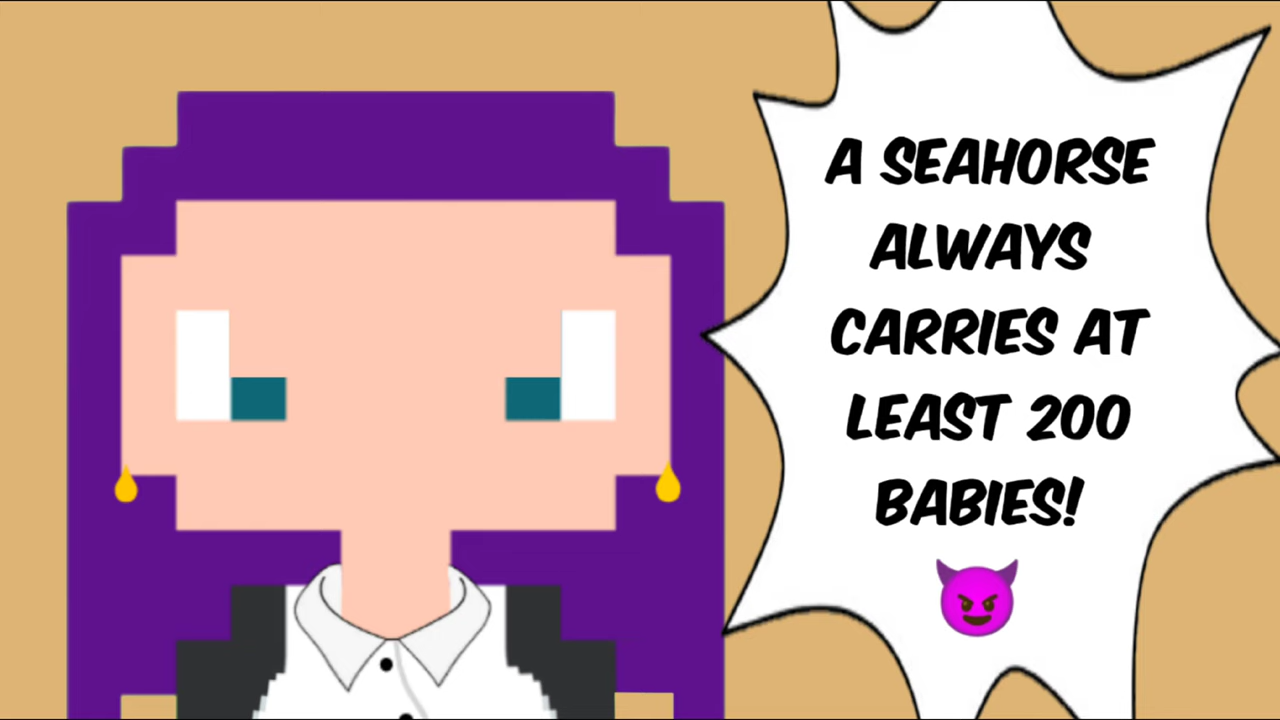 A SEAHORSE
ALWAYS
CARRIES AT
LEAST 200
BABIES!